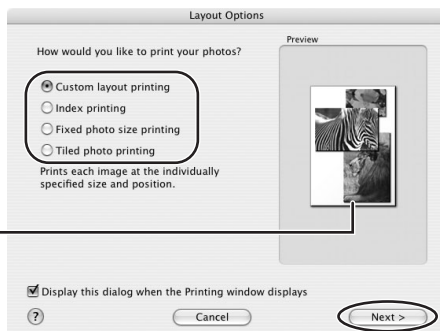 Layout Options
How would you like to print your photos?
Preview
Custom layout printing
Index printing
Fixed photo size printing
Tiled photo printing
Prints each image at the individually
specified size and position.
Display this dialog when the Printing window displays
?
Cancel
Next >